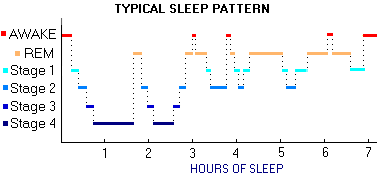 TYPICAL SLEEP PATTERN
AWAKE
REM
Stage 1
Stage 2
Stage 3
Stage 4
1 2 3 4 5 6 7
HOURS OF SLEEP